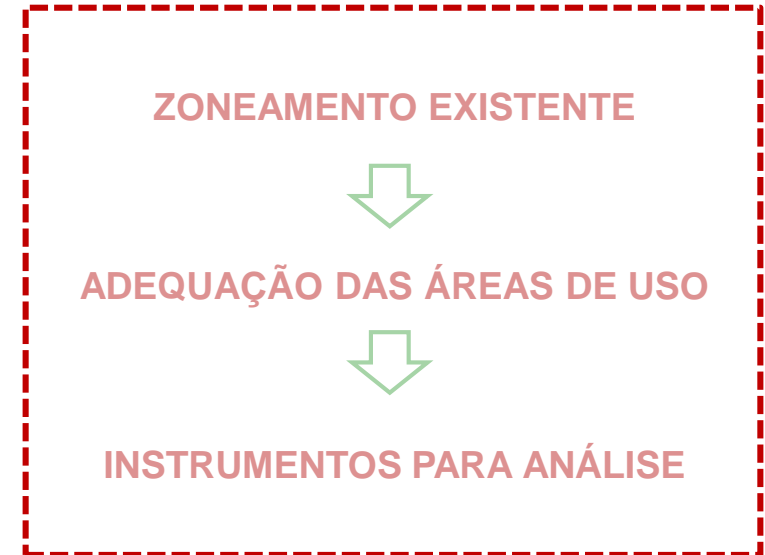 ZONEAMENTO EXISTENTE
ADEQUAÇÃO DAS ÁREAS DE USO
INSTRUMENTOS PARA ANÁLISE